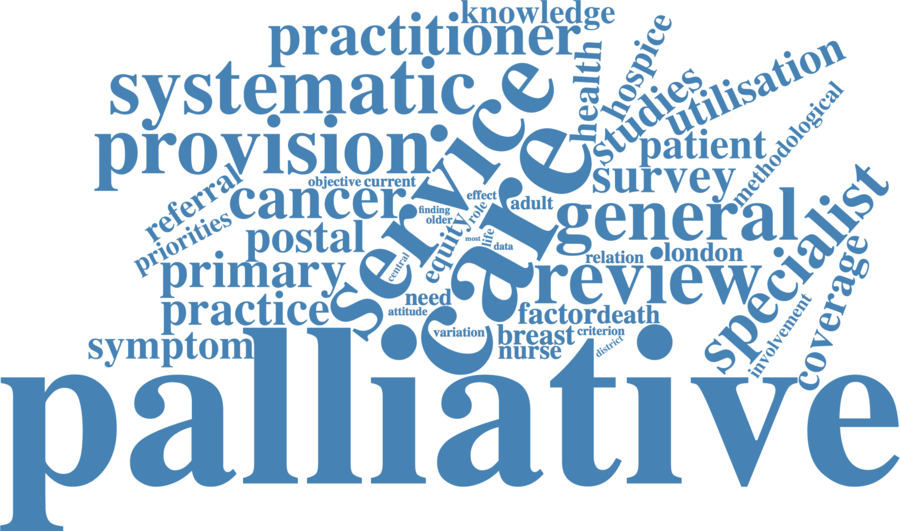 knowledge
practitioner
health
hospice
systematic
service
studies
utilisation
provision
care
patient
methodological
objective
current
survey
referral
cancer
effect
role
adult
finding
older
priorities
postal
equity
most
life
data
general
specialist
primary
central
relation
london
review
coverage
practice
need
attitude
factor
death
involvement
symptom
variation
breast
criterion
nurse
district
palliative